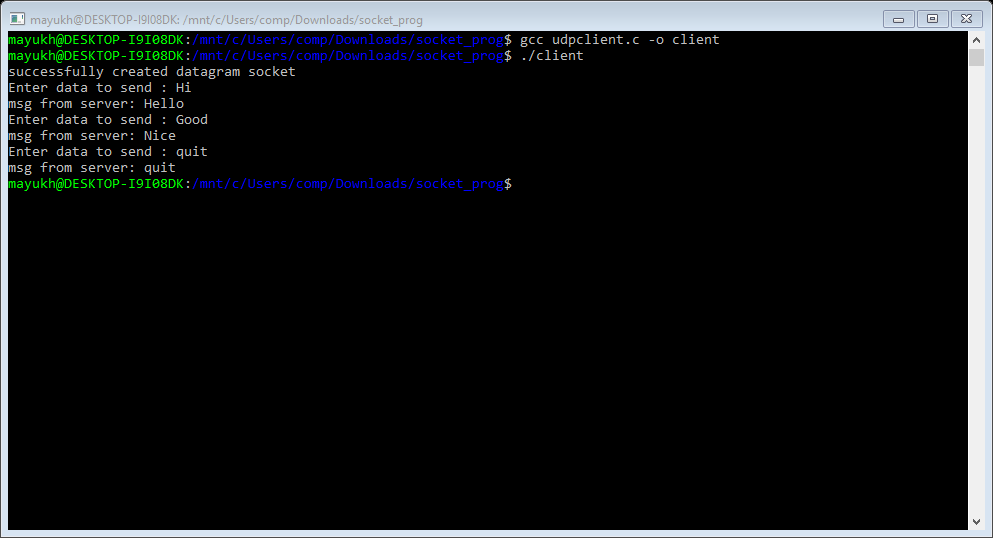 mayukh@DESKTOP-I9I08DK: /mnt/c/Users/comp/Downloads/socket_prog
mayukh@DESKTOP-I9I08DK:/mnt/c/Users/comp/Downloads/socket_prog$ gcc udpclient.c -o client
mayukh@DESKTOP-I9I08DK:/mnt/c/Users/comp/Downloads/socket_prog$ ./client
successfully created datagram socket
Enter data to send : Hi
msg from server: Hello
Enter data to send : Good
msg from server: Nice
Enter data to send : quit
msg from server: quit
mayukh@DESKTOP-I9I08DK:/mnt/c/Users/comp/Downloads/socket_prog$